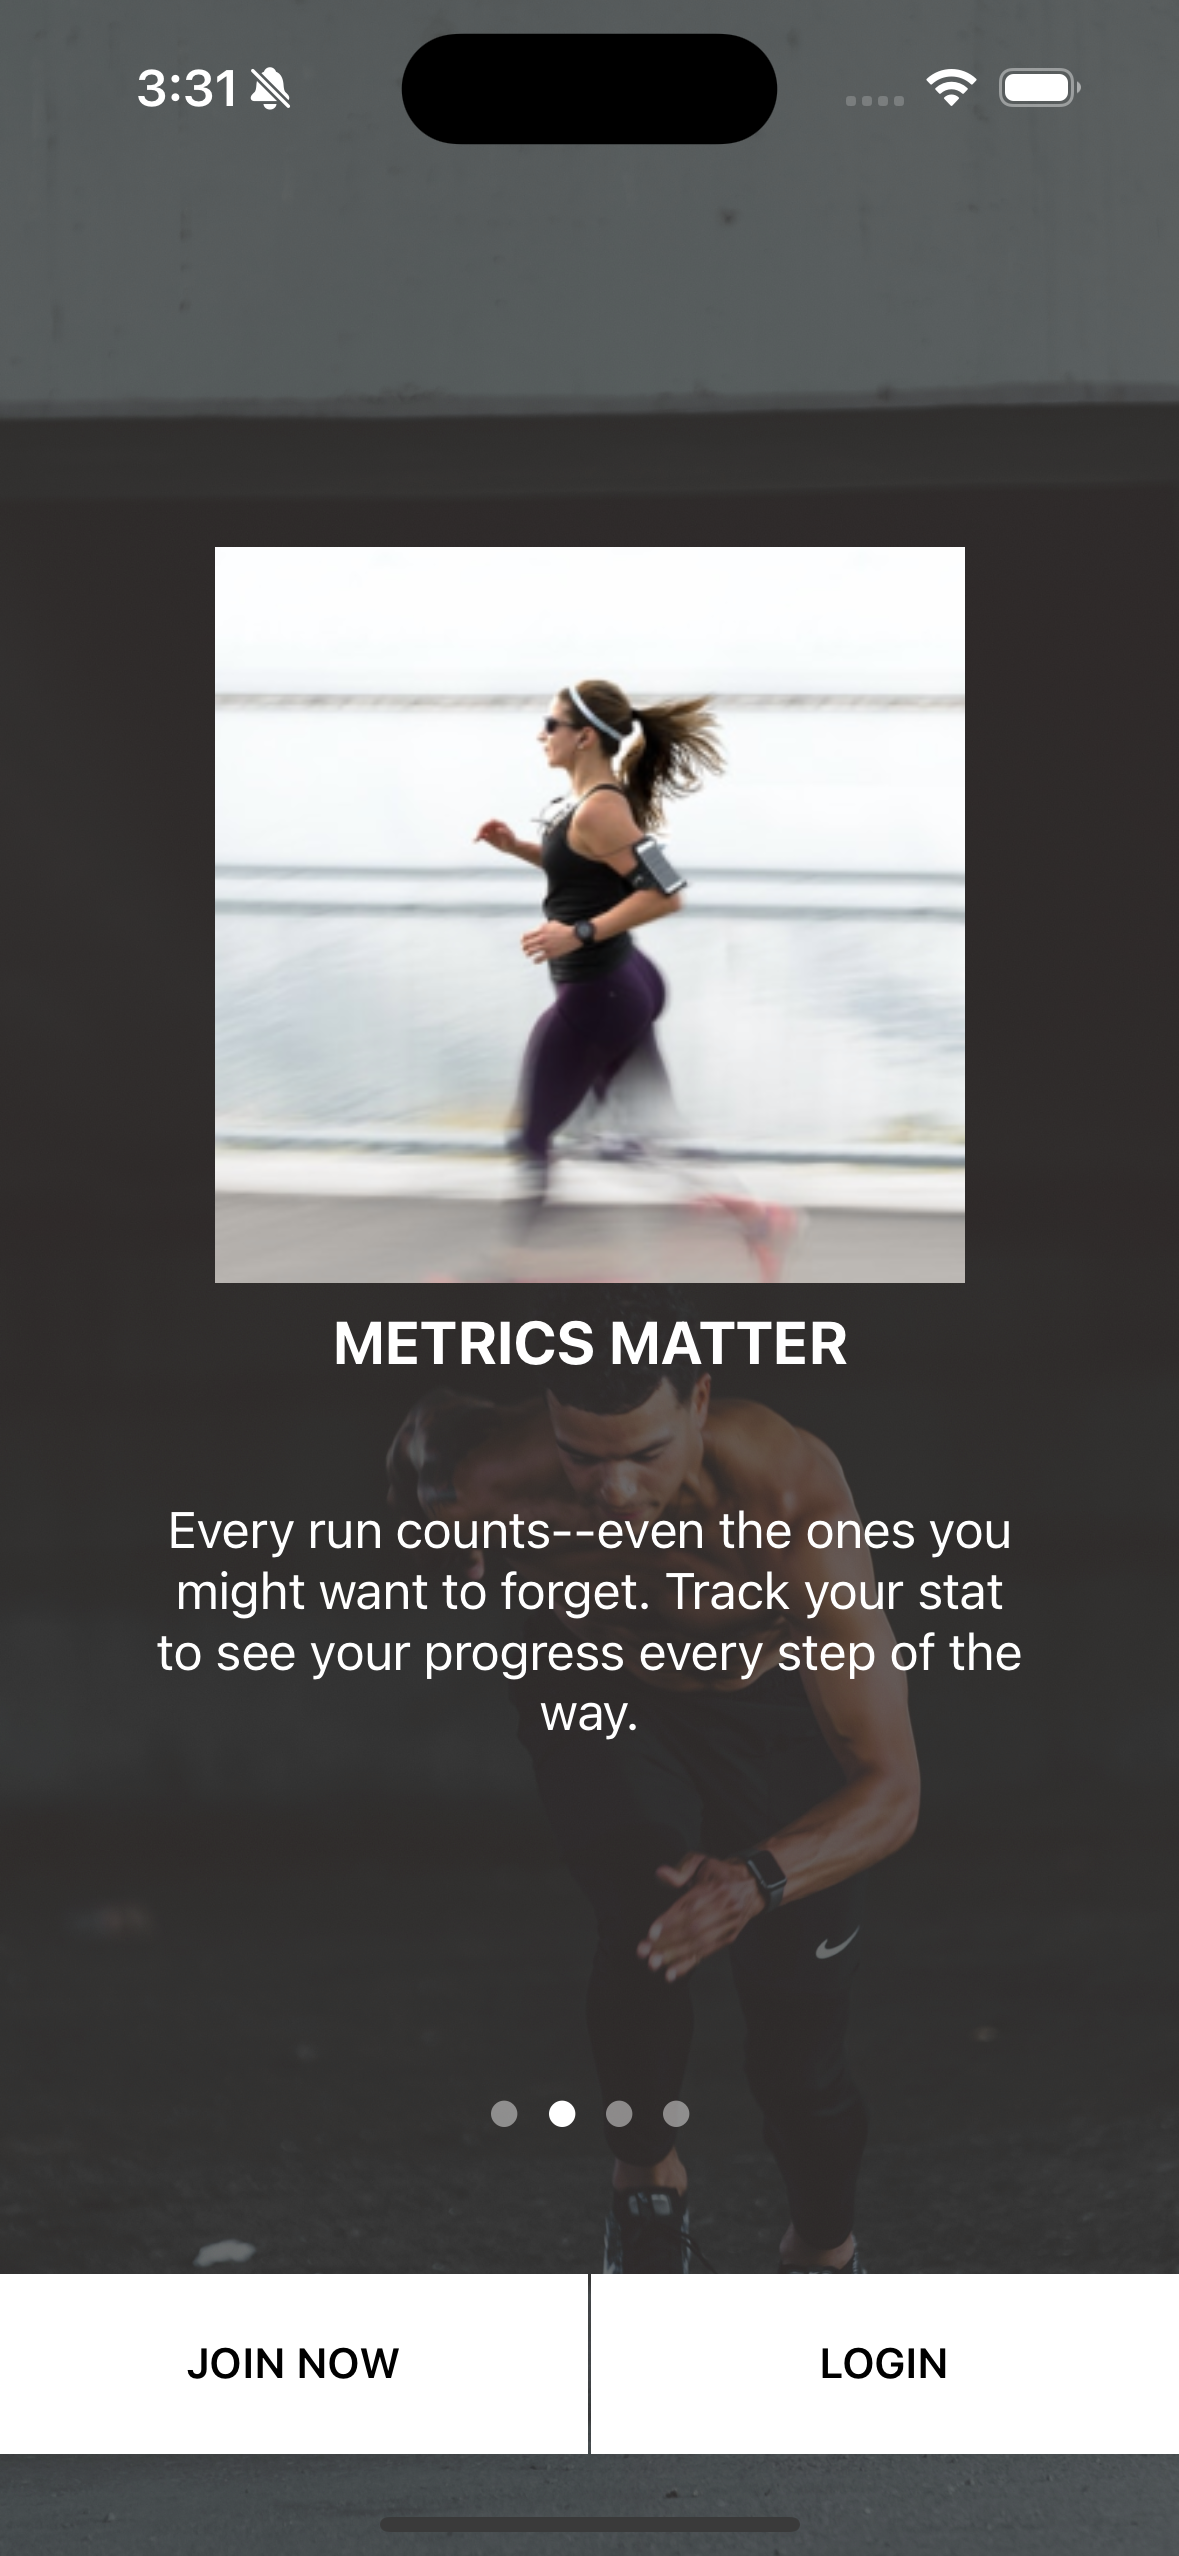 3:31
METRICS MATTER
Every run counts--even the ones you
might want to forget. Track your stat
to see your progress every step of the
way.
JOIN NOW
LOGIN